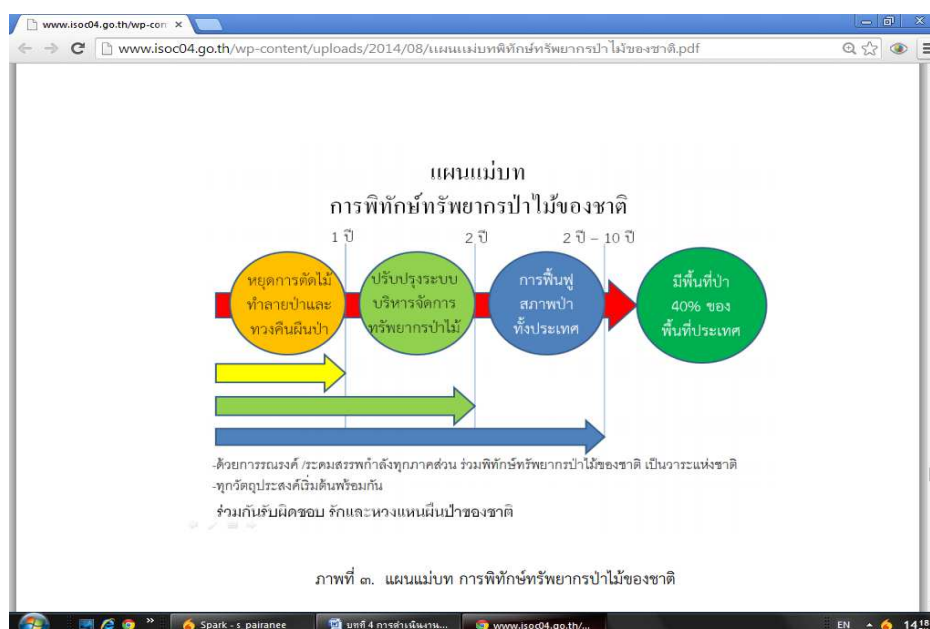 www.isoc04.go.th/wp-con
www.isoc04.go.th/wp-content/uploads/2014/08/แผนแม่บทพิทักษ์ทรัพยากรป่าไม้ของชาติ.pdf
แผนแม่บท
การพิทักษ์ทรัพยากรป่าไม้ของชาติ
1 ปี
2 ปี
2 ปี – 10 ปี
หยุดการตัดไม้
ทำลายป่าและ
ทวงคืนผืนป่า
ปรับปรุงระบบ
บริหารจัดการ
ทรัพยากรป่าไม้
การฟื้นฟู
สภาพป่า
ทั้งประเทศ
มีพื้นที่ป่า
40% ของ
พื้นที่ประเทศ
-ด้วยการรณรงค์ /ระดมสรรพกำลังทุกภาคส่วน ร่วมพิทักษ์ทรัพยากรป่าไม้ของชาติ เป็นวาระแห่งชาติ
-ทุกวัตถุประสงค์เริ่มต้นพร้อมกัน
ร่วมกันรับผิดชอบ รักและหวงแหนผืนป่าของชาติ
ภาพที่ ๓. แผนแม่บท การพิทักษ์ทรัพยากรป่าไม้ของชาติ
Spark - s_pairanee
บทที่ 4 การดำเนินงาน...
www.isoc04.go.th/...
EN
14:18